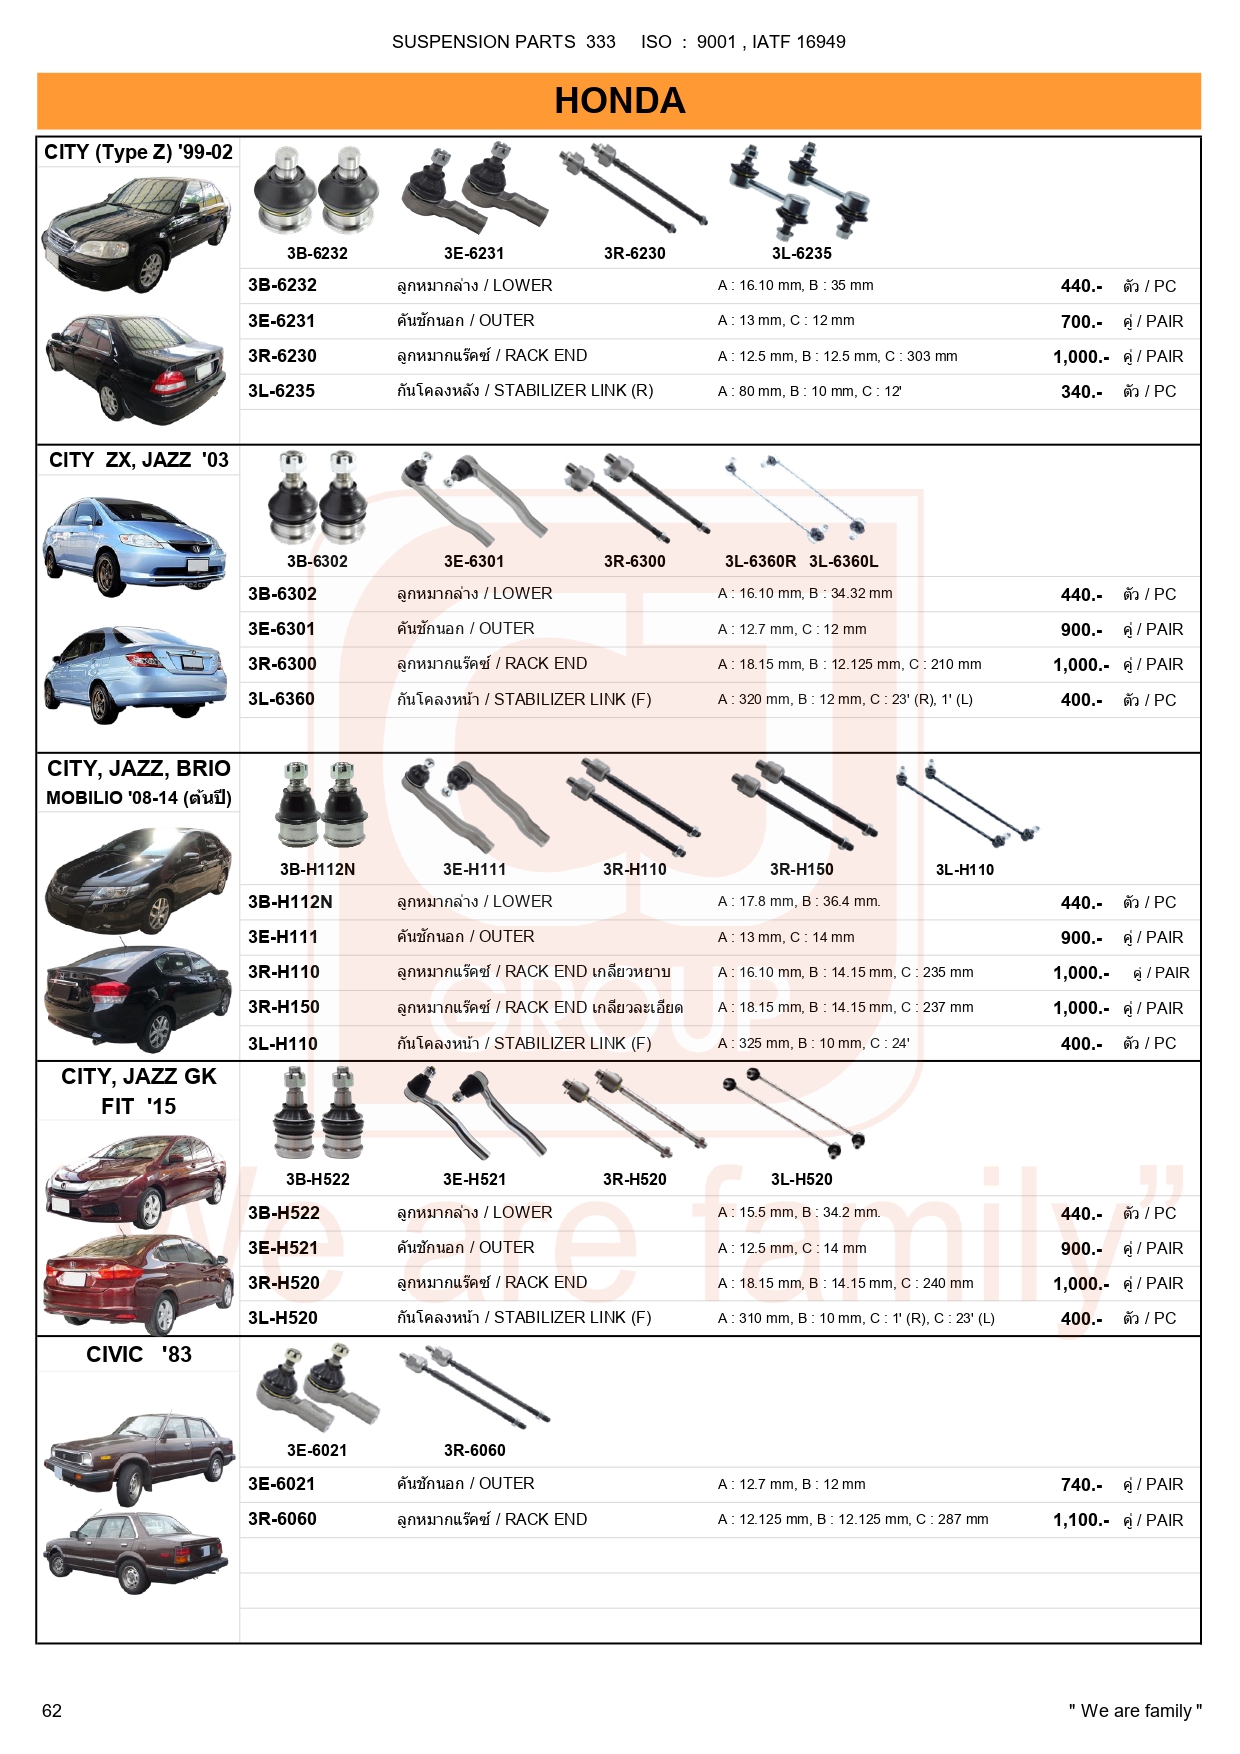 SUSPENSION PARTS  333     ISO  :  9001 , IATF 16949
HONDA
CITY (Type Z) '99-02
3B-6232 3E-6231 3R-6230 3L-6235
3B-6232 ลูกหมากล่าง / LOWER A : 16.10 mm, B : 35 mm 440.- ตัว / PC
3E-6231 คันชักนอก / OUTER A : 13 mm, C : 12 mm 700.- คู่ / PAIR
3R-6230 ลูกหมากแร๊คซ์ / RACK END A : 12.5 mm, B : 12.5 mm, C : 303 mm 1,000.- คู่ / PAIR
3L-6235 กันโคลงหลัง / STABILIZER LINK (R) A : 80 mm, B : 10 mm, C : 12' 340.- ตัว / PC
CITY  ZX, JAZZ  '03
3B-6302 3E-6301 3R-6300 3L-6360R 3L-6360L
3B-6302 ลูกหมากล่าง / LOWER A : 16.10 mm, B : 34.32 mm 440.- ตัว / PC
3E-6301 คันชักนอก / OUTER A : 12.7 mm, C : 12 mm 900.- คู่ / PAIR
3R-6300 ลูกหมากแร๊คซ์ / RACK END A : 18.15 mm, B : 12.125 mm, C : 210 mm 1,000.- คู่ / PAIR
3L-6360 กันโคลงหน้า / STABILIZER LINK (F) A : 320 mm, B : 12 mm, C : 23' (R), 1' (L) 400.- ตัว / PC
CITY, JAZZ, BRIO
MOBILIO '08-14 (ต้นปี)
3B-H112N 3E-H111 3R-H110 3R-H150 3L-H110
3B-H112N ลูกหมากล่าง / LOWER A : 17.8 mm, B : 36.4 mm. 440.- ตัว / PC
3E-H111 คันชักนอก / OUTER A : 13 mm, C : 14 mm 900.- คู่ / PAIR
3R-H110 ลูกหมากแร๊คซ์ / RACK END เกลียวหยาบ A : 16.10 mm, B : 14.15 mm, C : 235 mm 1,000.- คู่ / PAIR
3R-H150 ลูกหมากแร๊คซ์ / RACK END เกลียวละเอียด A : 18.15 mm, B : 14.15 mm, C : 237 mm 1,000.- คู่ / PAIR
3L-H110 กันโคลงหน้า / STABILIZER LINK (F) A : 325 mm, B : 10 mm, C : 24' 400.- ตัว / PC
CITY, JAZZ GK
FIT  '15
3B-H522 3E-H521 3R-H520 3L-H520
3B-H522 ลูกหมากล่าง / LOWER A : 15.5 mm, B : 34.2 mm. 440.- ตัว / PC
3E-H521 คันชักนอก / OUTER A : 12.5 mm, C : 14 mm 900.- คู่ / PAIR
3R-H520 ลูกหมากแร๊คซ์ / RACK END A : 18.15 mm, B : 14.15 mm, C : 240 mm 1,000.- คู่ / PAIR
3L-H520 กันโคลงหน้า / STABILIZER LINK (F) A : 310 mm, B : 10 mm, C : 1' (R), C : 23' (L) 400.- ตัว / PC
CIVIC   '83
3E-6021 3R-6060
3E-6021 คันชักนอก / OUTER A : 12.7 mm, B : 12 mm 740.- คู่ / PAIR
3R-6060 ลูกหมากแร๊คซ์ / RACK END A : 12.125 mm, B : 12.125 mm, C : 287 mm 1,100.- คู่ / PAIR
GROUP
We are family”
62
" We are family "